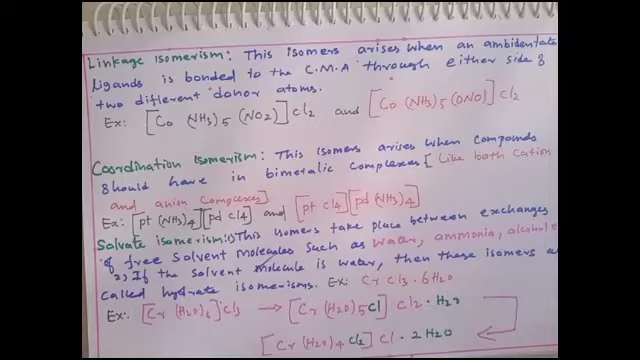 Linkage isomerism: This isomers arises when an ambidentate
ligands is bonded to the C.M.A through either side &
two different donor atoms.
Ex: [Co (NH3)5 (NO2)] Cl2 and [Co (NH3)5 (ONO)] Cl2
Coordination isomerism: This isomers arises when compounds
should have in bimetalic complexes [Like both Cation
and anion complexes]
Ex: [pt (NH3)4] [pd Cl4] and [pt Cl4] [pd (NH3)4]
Solvate isomerism: 1) This isomers take place between exchanges
of free solvent molecules such as water, ammonia, alcohol e
2) If the solvent molecule is water, then these isomers a
called hydrate isomerisms. Ex: Cr Cl3 · 6H2O
Ex: [Cr (H2O)6] Cl3 → [Cr (H2O)5 Cl] Cl2 · H2O
[Cr (H2O)4 Cl2] Cl · 2H2O